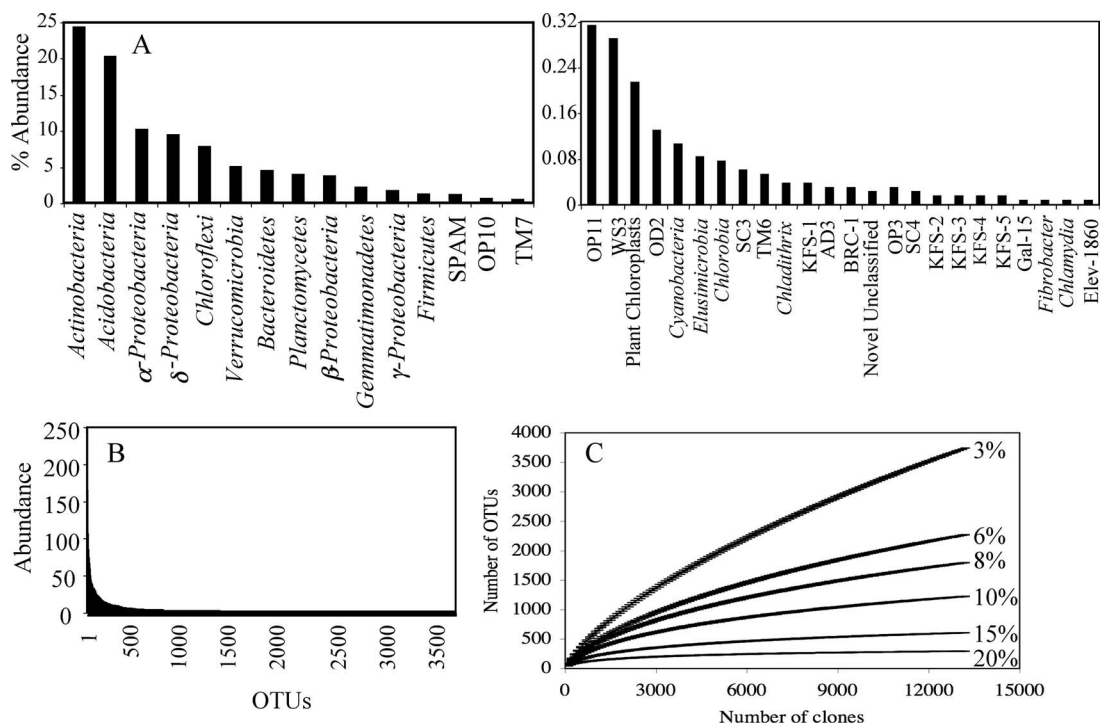 A
% Abundance
25
20
15
10
5
0
Actinobacteria
Acidobacteria
α-Proteobacteria
δ-Proteobacteria
Chloroflexi
Verrucomicrobia
Bacteroidetes
Planctomycetes
β-Proteobacteria
Gemmatimonadetes
γ-Proteobacteria
Firmicutes
SPAM
OP10
TM7
0.32
0.24
0.16
0.08
0
OP11
WS3
Plant Chloroplasts
OD2
Cyanobacteria
Elusimicrobia
Chlorobia
SC3
TM6
Chladithrix
KFS-1
AD3
BRC-1
Novel Unclassified
OP3
SC4
KFS-2
KFS-3
KFS-4
KFS-5
Gal-15
Fibrobacter
Chlamydia
Elev-1860
B
Abundance
250
200
150
100
50
0
1
500
1000
1500
2000
2500
3000
3500
OTUs
C
Number of OTUs
4000
3500
3000
2500
2000
1500
1000
500
0
3%
6%
8%
10%
15%
20%
0
3000
6000
9000
12000
15000
Number of clones